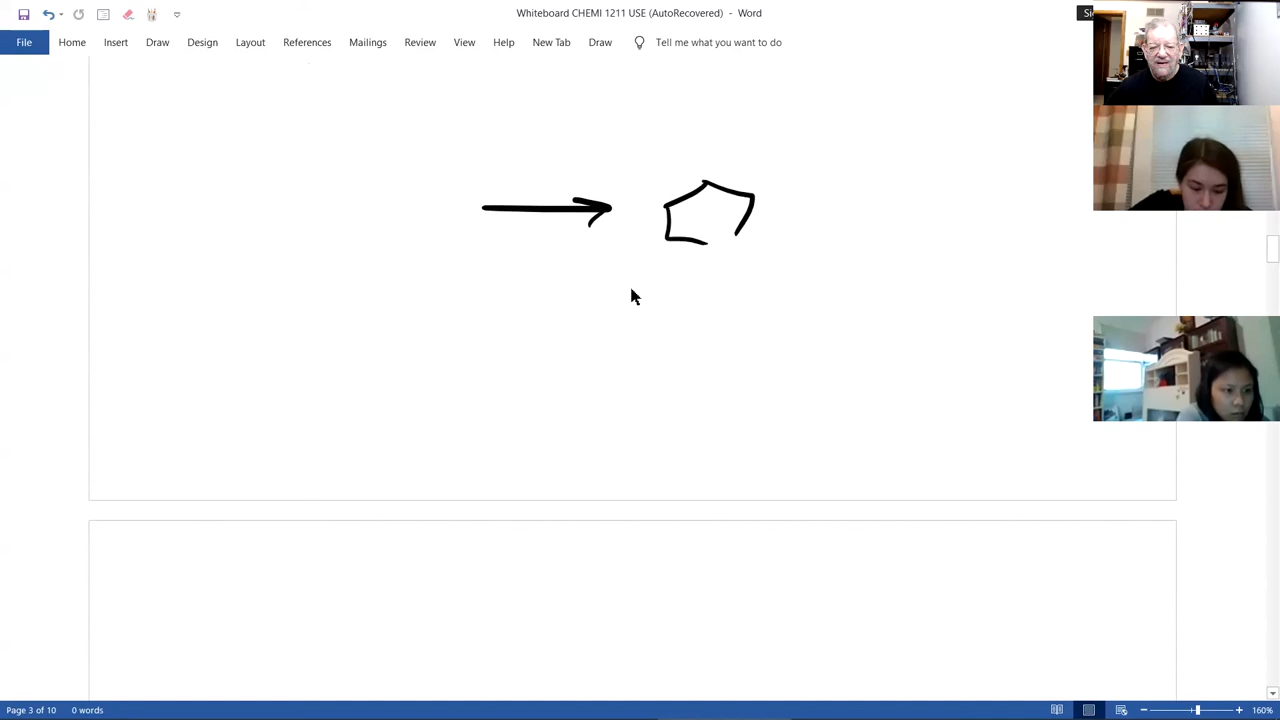 Whiteboard CHEMI 1211 USE (AutoRecovered) - Word
File Home Insert Draw Design Layout References Mailings Review View Help New Tab Draw Tell me what you want to do
Page 3 of 10 0 words 160%